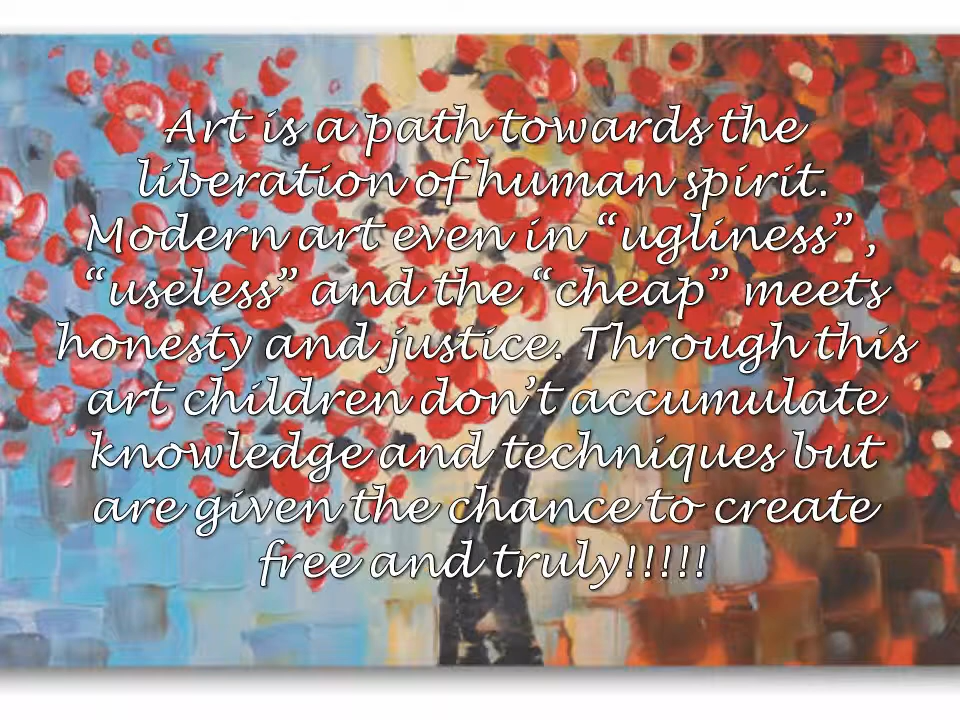 Art is a path towards the
liberation of human spirit.
Modern art even in “ugliness” ,
“useless” and the “cheap” meets
honesty and justice. Through this
art children don’t accumulate
knowledge and techniques but
are given the chance to create
free and truly!!!!!